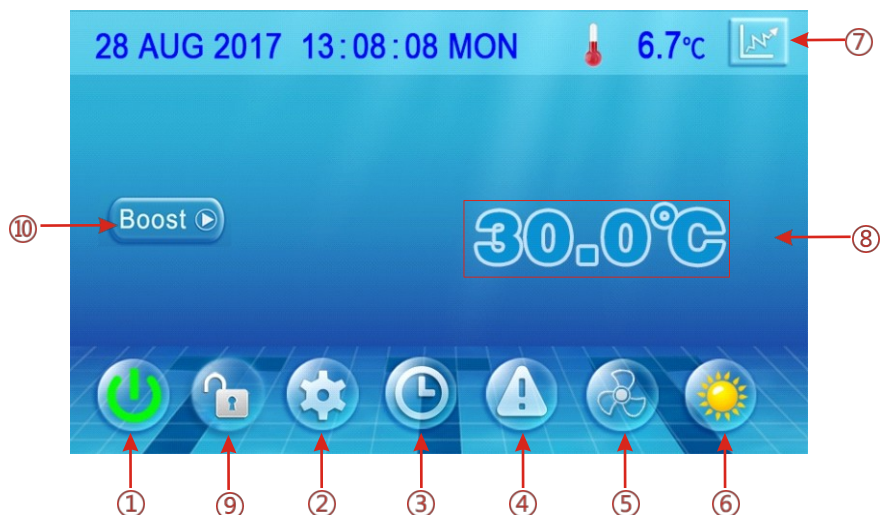 28 AUG 2017 13:08:08 MON 6.7℃ ⑦
⑩ Boost 30.0℃ ⑧
① ⑨ ② ③ ④ ⑤ ⑥